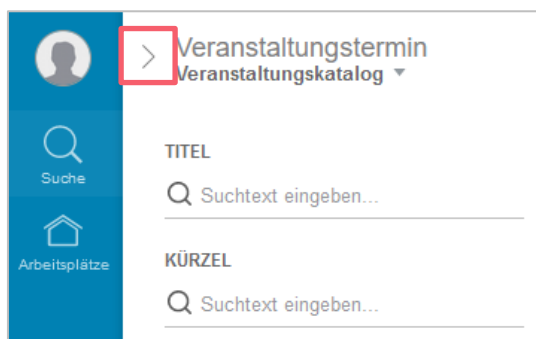 Veranstaltungstermin
Veranstaltungskatalog
Suche
Arbeitsplätze
TITEL
Suchtext eingeben...
KÜRZEL
Suchtext eingeben...